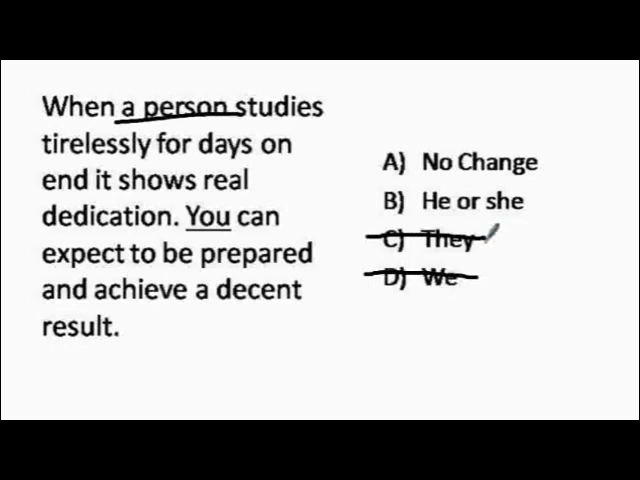 When a person studies
tirelessly for days on
end it shows real
dedication. You can
expect to be prepared
and achieve a decent
result.
A) No Change
B) He or she
C) They
D) We